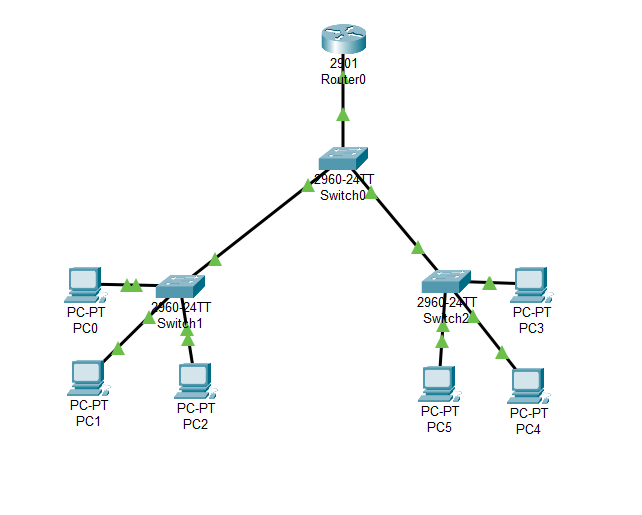 2901
Router0
2960-24TT
Switch0
PC-PT
PC0
2960-24TT
Switch1
2960-24TT
Switch2
PC-PT
PC3
PC-PT
PC1
PC-PT
PC2
PC-PT
PC5
PC-PT
PC4